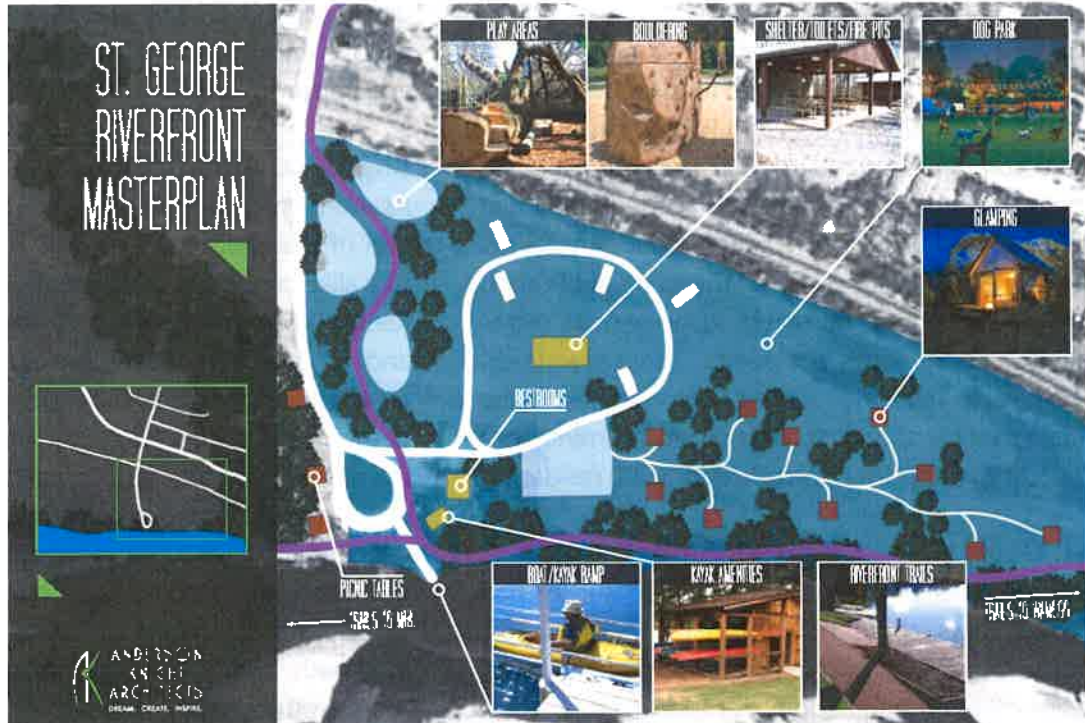 ST. GEORGE
RIVERFRONT
MASTERPLAN
PLAY AREAS
BOULDERING
SHELTER/TOILETS/FIRE PITS
DOG PARK
GLAMPING
RESTROOMS
PICNIC TABLES
BOAT/KAYAK RAMP
KAYAK AMENITIES
RIVERFRONT TRAILS
ANDERSON
KNIGHT
ARCHITECTS
DREAM. CREATE. INSPIRE.